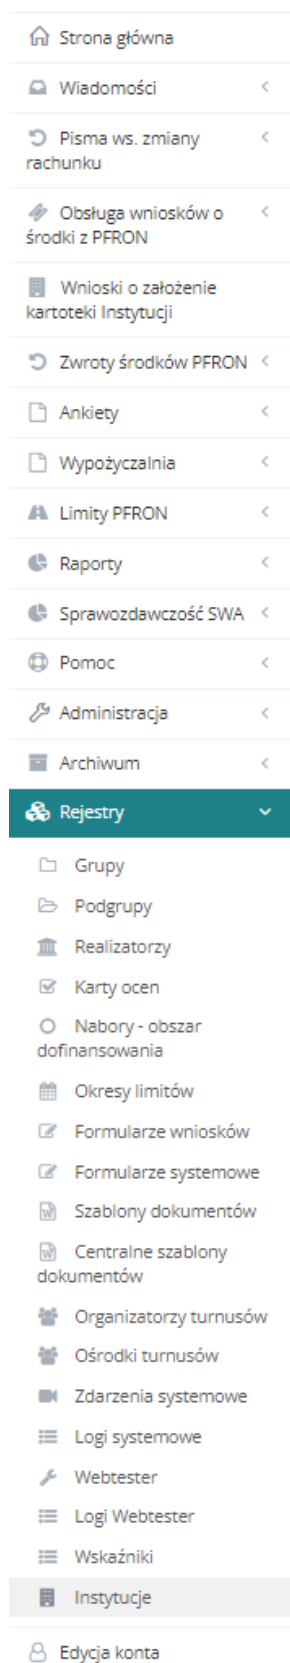 Strona główna
Wiadomości
Pisma ws. zmiany
rachunku
Obsługa wniosków o
środki z PFRON
Wnioski o założenie
kartoteki Instytucji
Zwroty środków PFRON
Ankiety
Wypożyczalnia
Limity PFRON
Raporty
Sprawozdawczość SWA
Pomoc
Administracja
Archiwum
Rejestry
Grupy
Podgrupy
Realizatorzy
Karty ocen
Nabory - obszar
dofinansowania
Okresy limitów
Formularze wniosków
Formularze systemowe
Szablony dokumentów
Centralne szablony
dokumentów
Organizatorzy turnusów
Ośrodki turnusów
Zdarzenia systemowe
Logi systemowe
Webtester
Logi Webtester
Wskaźniki
Instytucje
Edycja konta